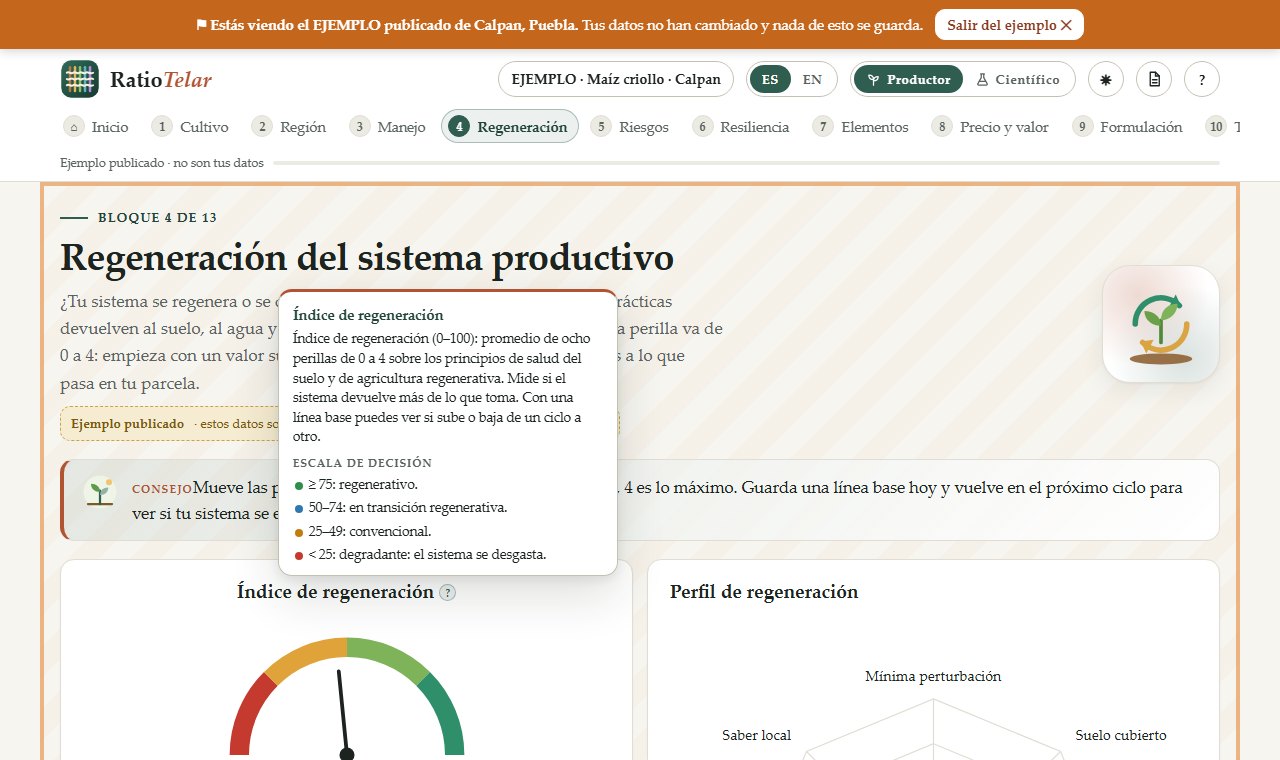 ⚑ Estás viendo el EJEMPLO publicado de Calpan, Puebla. Tus datos no han cambiado y nada de esto se guarda. Salir del ejemplo ✕
RatioTelar
EJEMPLO · Maíz criollo · Calpan
ES EN
Productor Científico
?
⌂ Inicio
1 Cultivo
2 Región
3 Manejo
4 Regeneración
5 Riesgos
6 Resiliencia
7 Elementos
8 Precio y valor
9 Formulación
10
Ejemplo publicado · no son tus datos
BLOQUE 4 DE 13
Regeneración del sistema productivo
¿Tu sistema se regenera o se
rácticas
devuelven al suelo, al agua y
a perilla va de
0 a 4: empieza con un valor
s a lo que
pasa en tu parcela.
Ejemplo publicado · estos datos
Índice de regeneración
Índice de regeneración (0–100): promedio de ocho
perillas de 0 a 4 sobre los principios de salud del
suelo y de agricultura regenerativa. Mide si el
sistema devuelve más de lo que toma. Con una
línea base puedes ver si sube o baja de un ciclo a
otro.
ESCALA DE DECISIÓN
≥ 75: regenerativo.
50–74: en transición regenerativa.
25–49: convencional.
< 25: degradante: el sistema se desgasta.
CONSEJO Mueve las
4 es lo máximo. Guarda una línea base hoy y vuelve en el próximo ciclo para
ver si tu sistema se
Índice de regeneración ?
Perfil de regeneración
Mínima perturbación
Saber local
Suelo cubierto